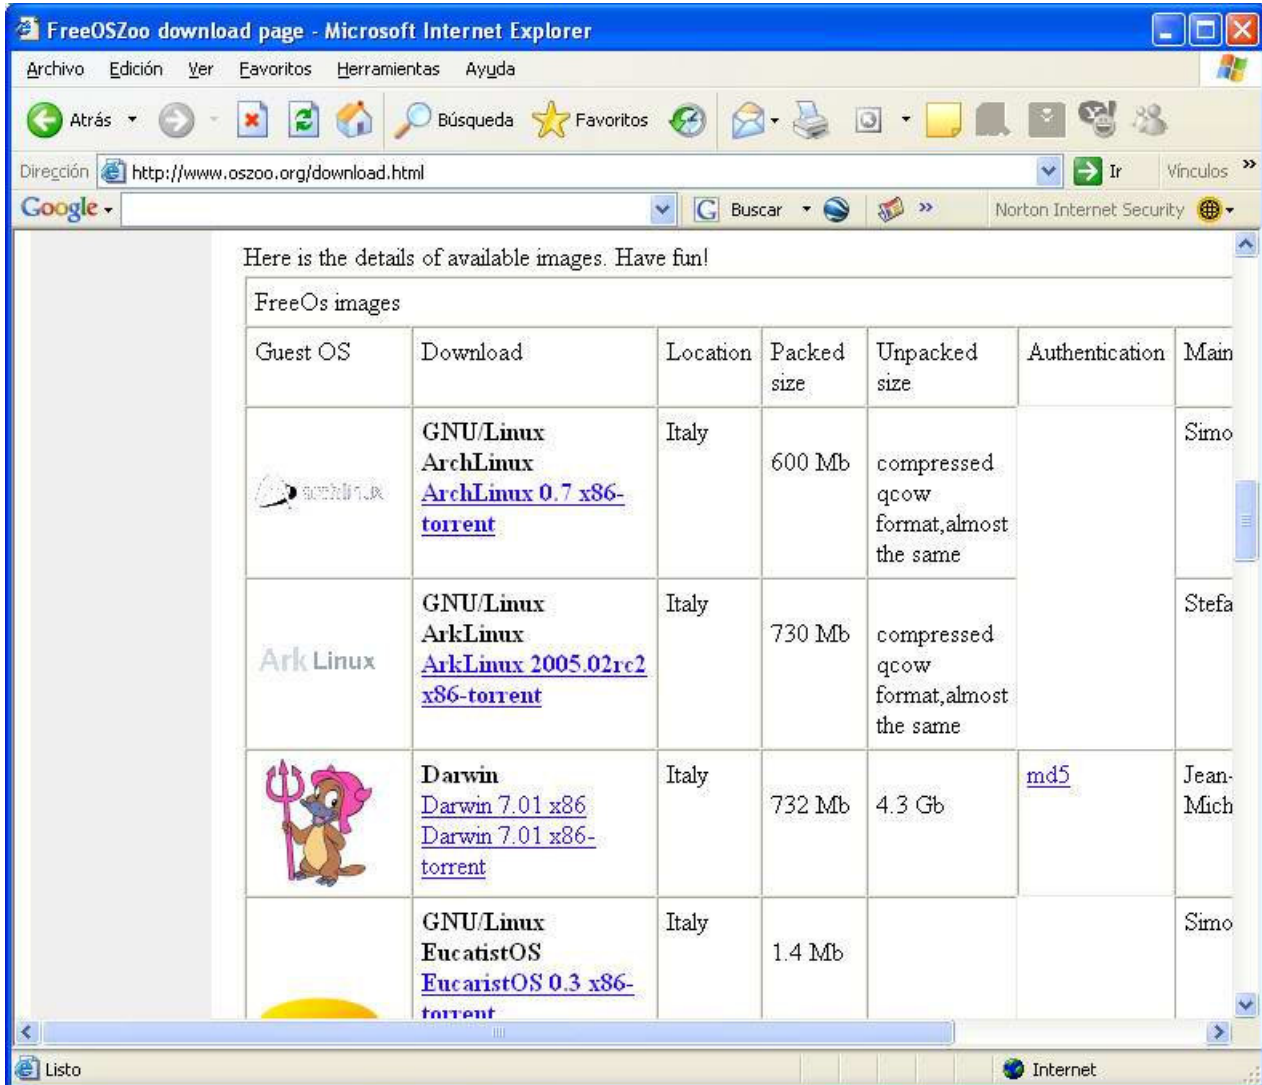 FreeOSZoo download page - Microsoft Internet Explorer
Archivo Edición Ver Favoritos Herramientas Ayuda
Atrás Búsqueda Favoritos
Dirección http://www.oszoo.org/download.html Ir Vínculos »
Google Buscar » Norton Internet Security
Here is the details of available images. Have fun!
FreeOs images
Guest OS Download Location Packed Unpacked Authentication Main
size size
GNU/Linux Italy Simo
ArchLinux 600 Mb compressed
archlinux ArchLinux 0.7 x86- qcow
torrent format,almost
the same
GNU/Linux Italy Stefa
ArkLinux 730 Mb compressed
Ark Linux ArkLinux 2005.02rc2 qcow
x86-torrent format,almost
the same
Darwin Italy md5 Jean-
Darwin 7.01 x86 732 Mb 4.3 Gb Mich
Darwin 7.01 x86-
torrent
GNU/Linux Italy Simo
EucatistOS 1.4 Mb
EucaristOS 0.3 x86-
torrent
Listo Internet